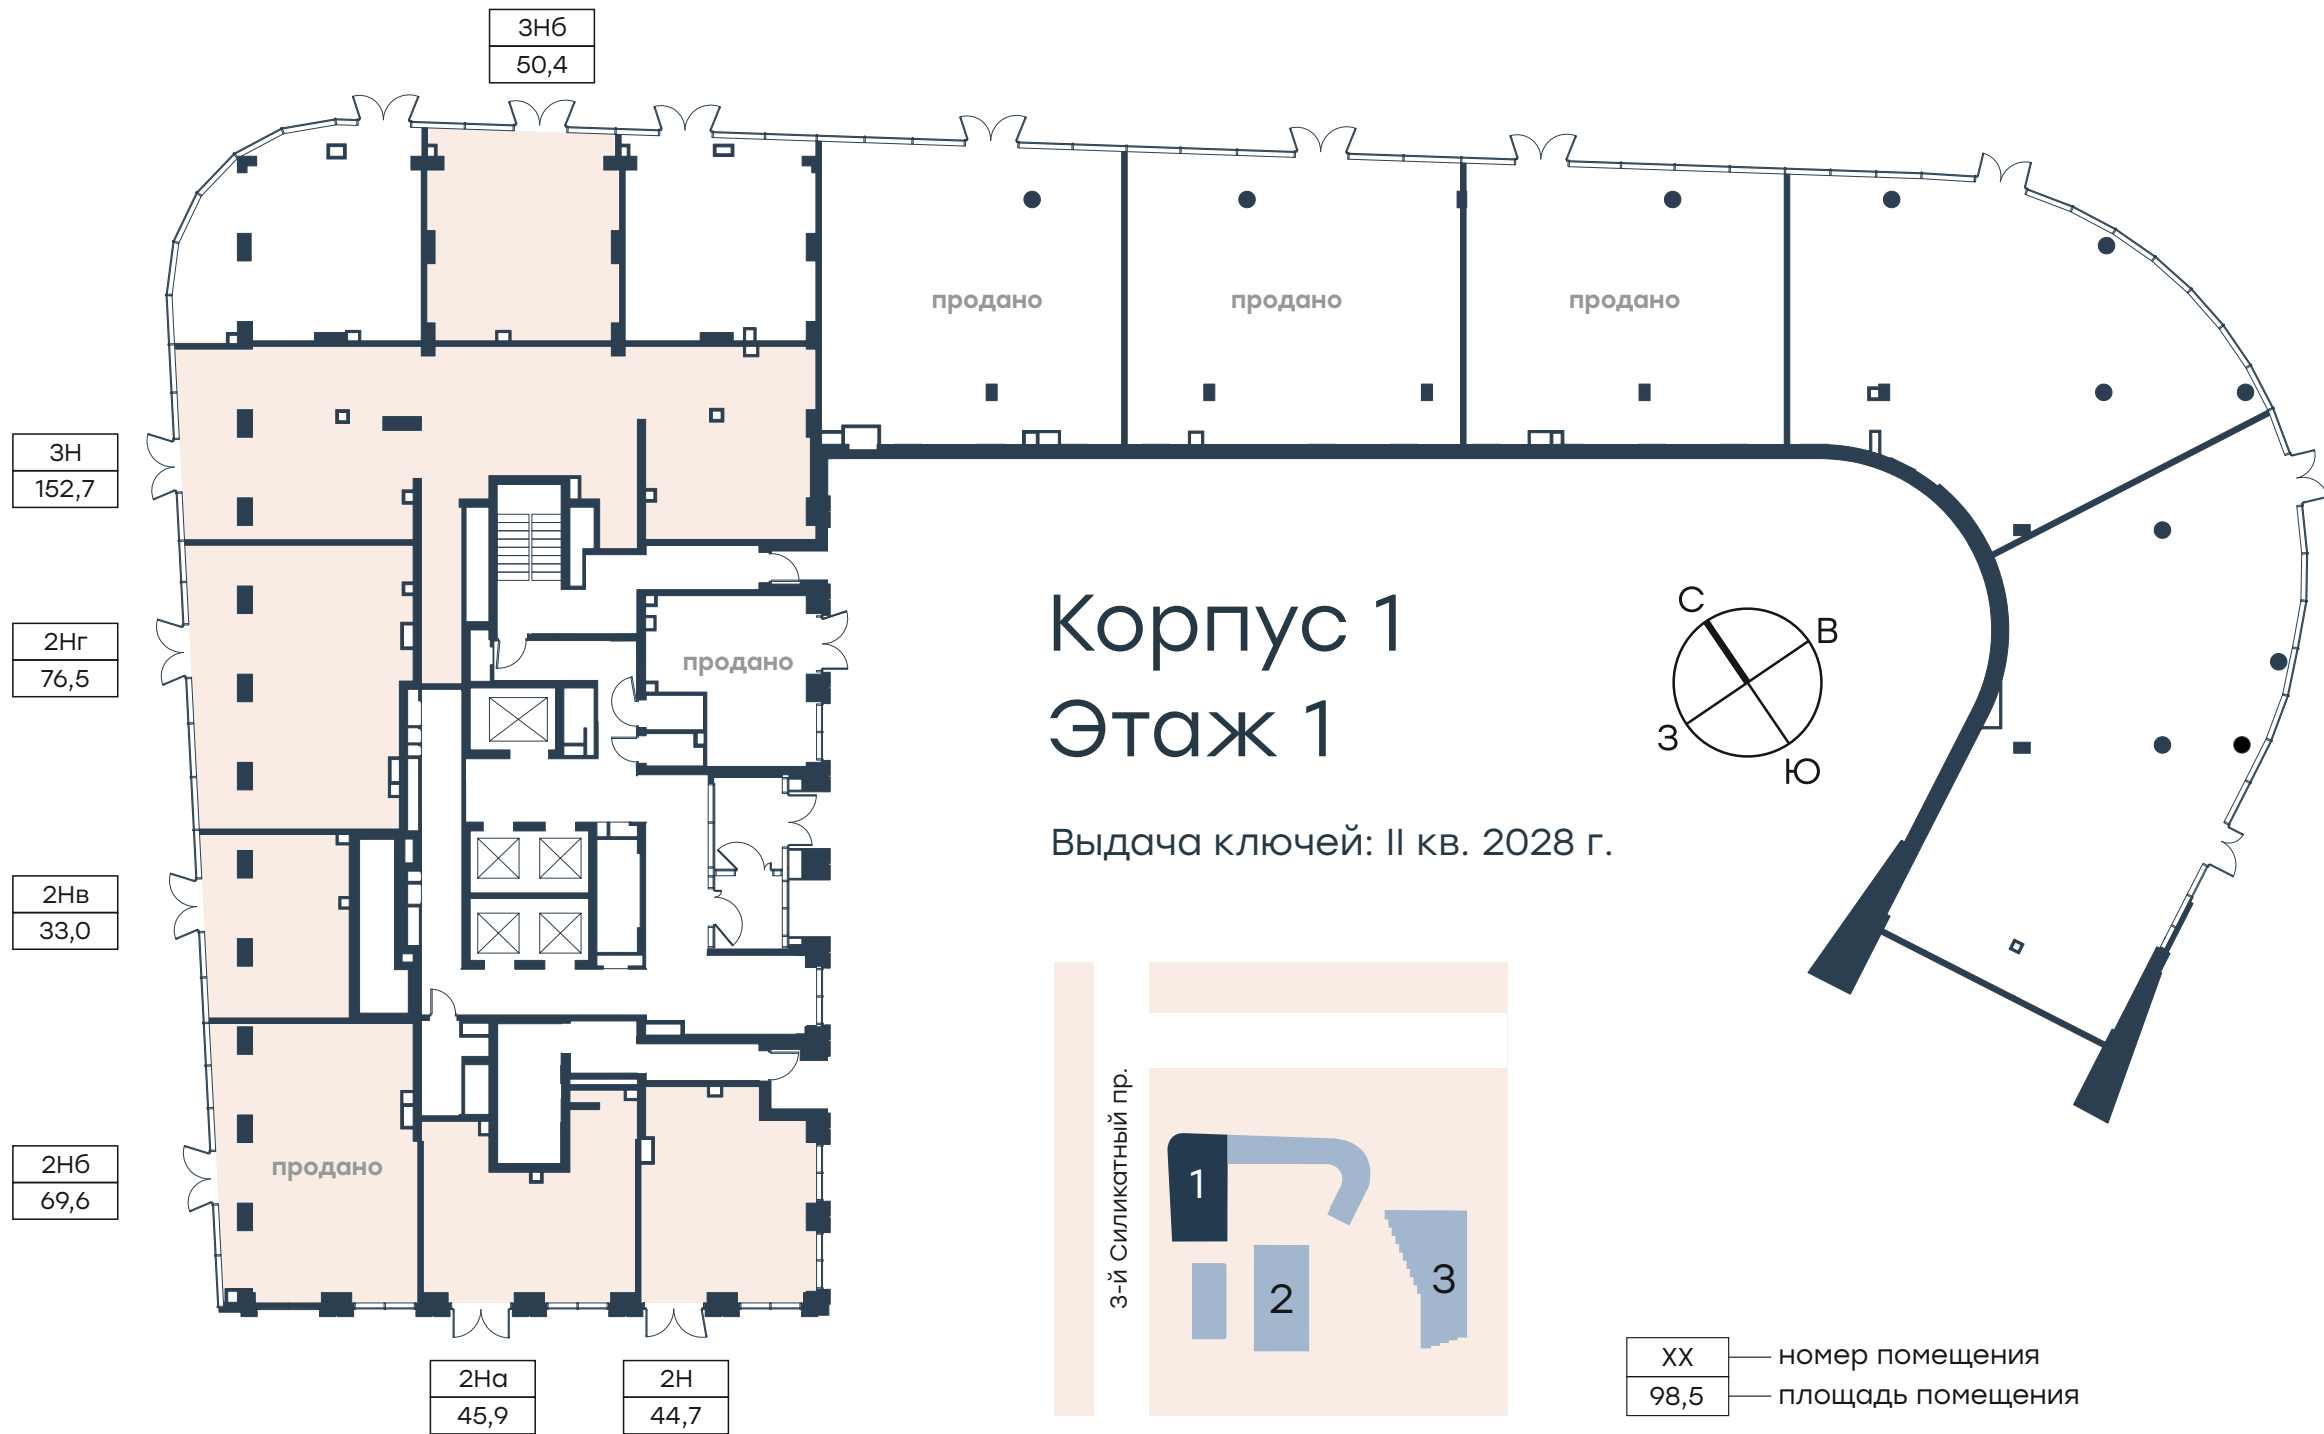 3Нб
50,4
продано
продано
продано
3Н
152,7
2Нг
76,5
продано
Корпус 1
Этаж 1
Выдача ключей: II кв. 2028 г.
С
В
З
Ю
2Нв
33,0
2Нб
69,6
продано
3-й Силикатный пр.
1
2
3
2На
45,9
2Н
44,7
XX
номер помещения
98,5
площадь помещения